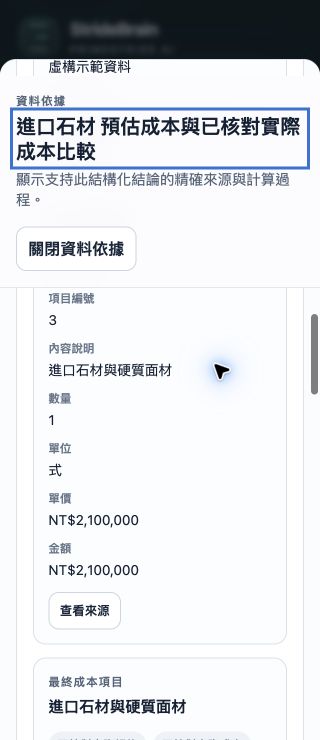 StrideBrain
虛構示範資料
資料依據
進口石材 預估成本與已核對實際
成本比較
顯示支持此結構化結論的精確來源與計算過
程。
關閉資料依據
項目編號
3
內容說明
進口石材與硬質面材
數量
1
單位
式
單價
NT$2,100,000
金額
NT$2,100,000
查看來源
最終成本項目
進口石材與硬質面材